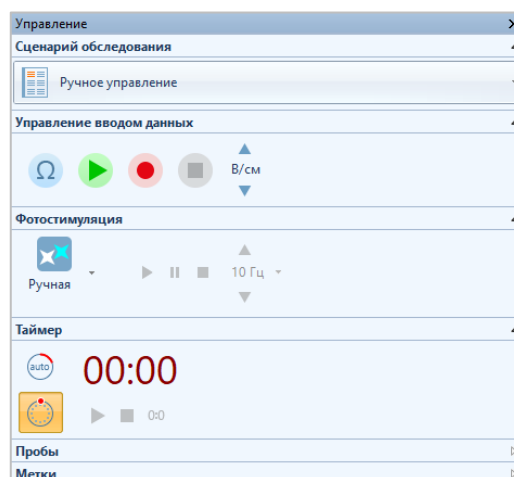 Управление
Сценарий обследования
Ручное управление
Управление вводом данных
Ω
В/см
Фотостимуляция
10 Гц
Ручная
Таймер
auto
00:00
0:0
Пробы
Метки